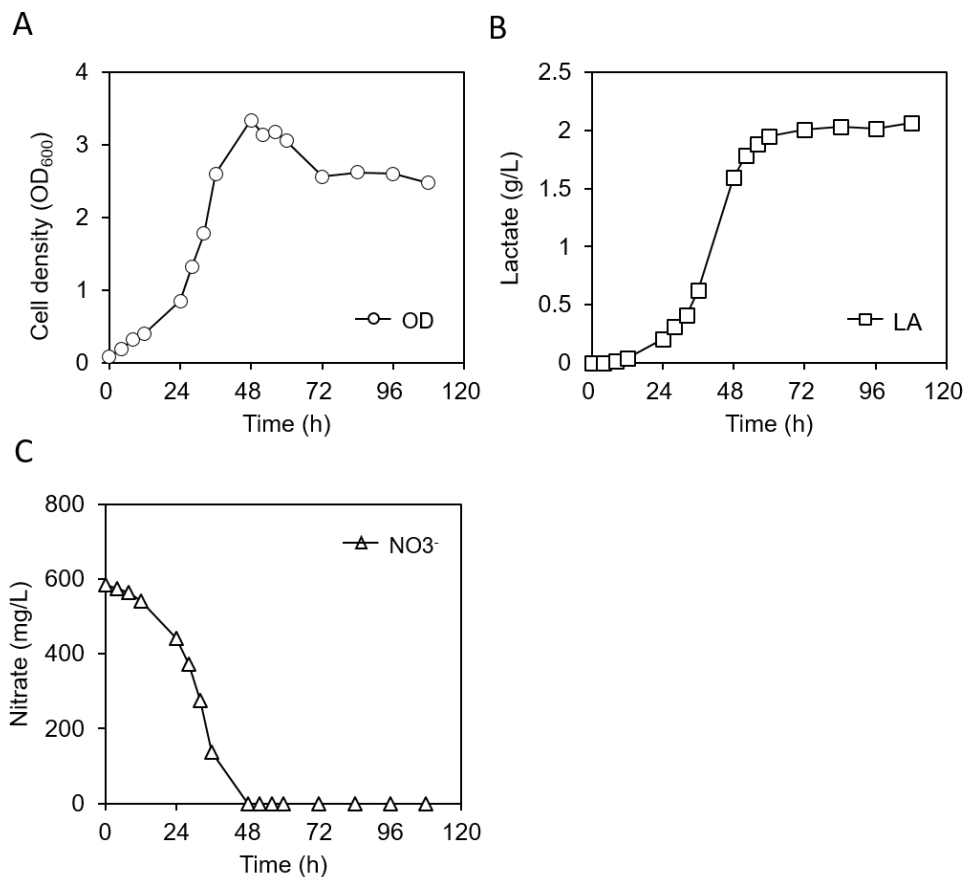 A
Cell density (OD600)
4
3
2
1
0
0 24 48 72 96 120
Time (h)
OD
B
Lactate (g/L)
2.5
2
1.5
1
0.5
0
0 24 48 72 96 120
Time (h)
LA
C
Nitrate (mg/L)
800
600
400
200
0
0 24 48 72 96 120
Time (h)
NO3-